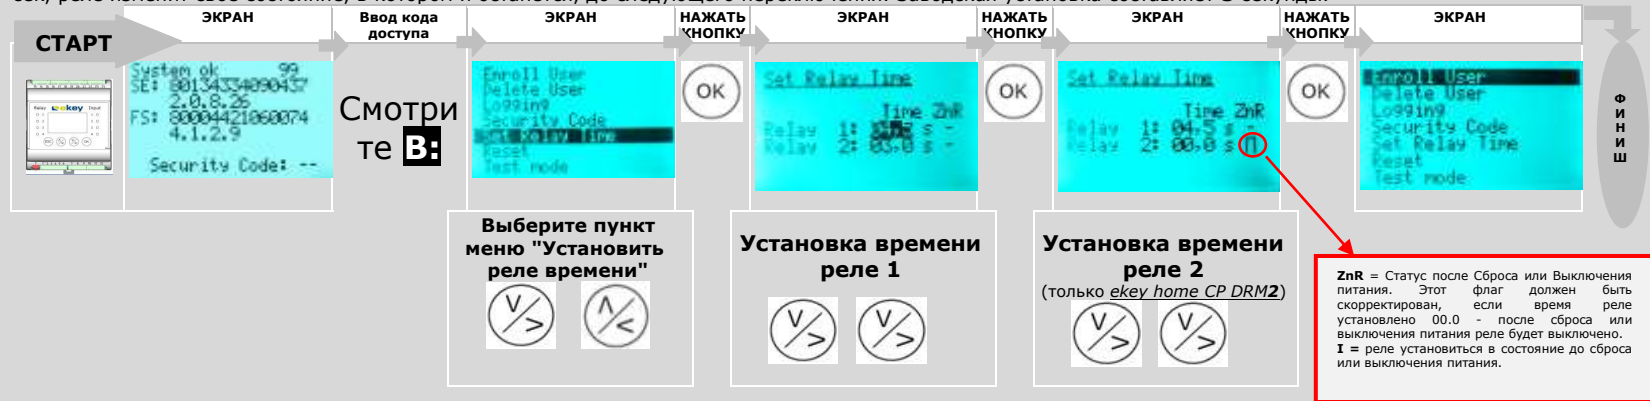 ЭКРАН
Ввод кода
доступа
ЭКРАН
НАЖАТЬ
КНОПКУ
ЭКРАН
НАЖАТЬ
КНОПКУ
ЭКРАН
НАЖАТЬ
КНОПКУ
ЭКРАН
СТАРТ
Relay ekey Input
System ok 99
SE: 80134334090437
2.0.8.26
FS: 80004421060074
4.1.2.9
Security Code: --
Смотри
те В:
Enroll User
Delete User
Logging
Security Code
Set Relay Time
Reset
Test mode
OK
Set Relay Time
Time ZnR
Relay 1: s -
Relay 2: 03,0 s -
OK
Set Relay Time
Time ZnR
Relay 1: 04,5 s -
Relay 2: 00,0 s
OK
Enroll User
Delete User
Logging
Security Code
Set Relay Time
Reset
Test mode
ФИНИШ
Выберите пункт
меню "Установить
реле времени"
Установка времени
реле 1
Установка времени
реле 2
(только ekey home CP DRM2)
ZnR = Статус после Сброса или Выключения
питания. Этот флаг должен быть
скорректирован, если время реле
установлено 00.0 - после сброса или
выключения питания реле будет выключено.
I = реле установиться в состояние до сброса
или выключения питания.